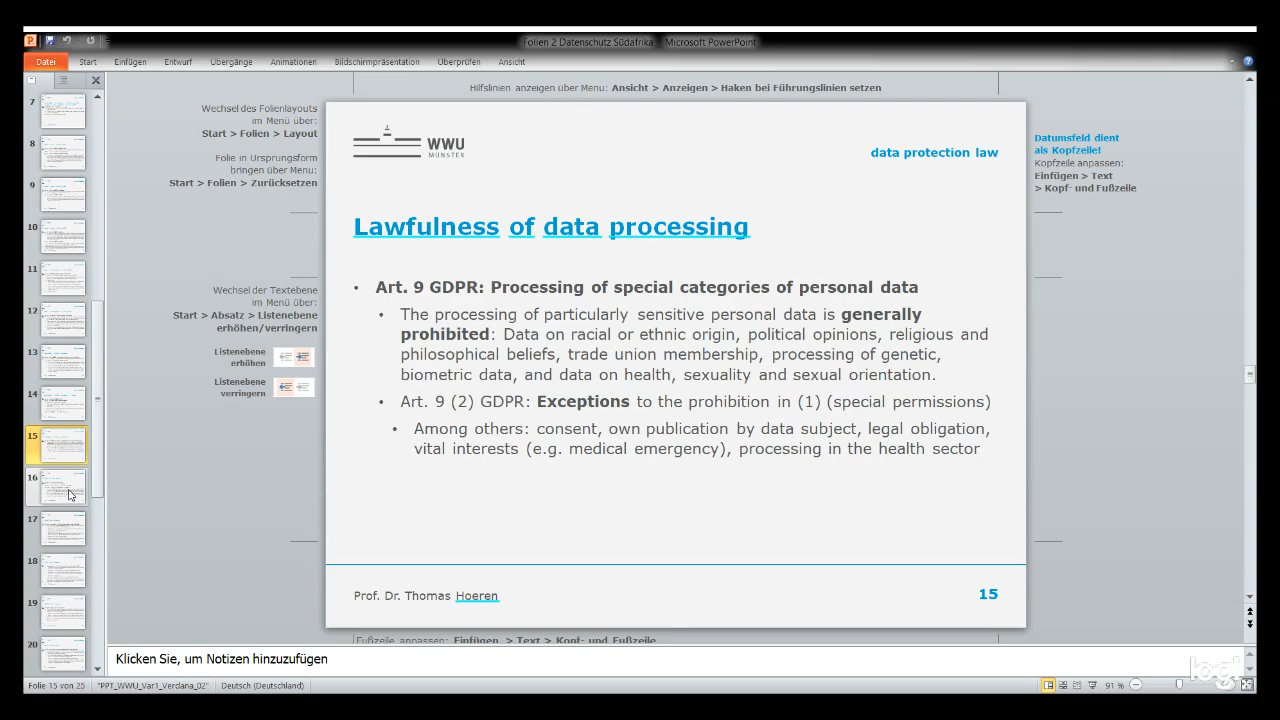 Folien 2 Datenschutz Südafrika - Microsoft PowerPoint
Datei Start Einfügen Entwurf Übergänge Animationen Bildschirmpräsentation Überprüfen Ansicht
Hilfslinien anzeigen über Menu: Ansicht > Anzeigen > Haken bei Führungslinien setzen
Wechsel des Folienlayouts
im Menü über:
Start > Folien > Layout
Folie in Ursprungsform
bringen über Menu:
Start > Folien > Zurücksetzen
Wechsel der Textebene
im Menü über:
Start > Absatz > Listenebene
erhöhen/verringern
Listenebene
erhöhen
Listenebene
verringern
WWU
MÜNSTER
data protection law
Lawfulness of data processing
• Art. 9 GDPR: Processing of special categories of personal data
• The processing of particularly sensitive personal data is generally
prohibited: Data on racial or ethnic origin, political opinions, religious and
philosophical beliefs, trade union membership, processing of genetic,
biometric data, and data on health, sexuality and sexual orientation.
• Art. 9 (2) GDPR: Exceptions to the prohibition in (1) (special permissions)
• Among others: consent, own publication by data subject, legal obligation,
vital interests (e.g. medical emergency), processing in the health sector
Prof. Dr. Thomas Hoeren
15
Datumsfeld dient
als Kopfzeile!
Kopfzeile anpassen:
Einfügen > Text
> Kopf- und Fußzeile
Fußzeile anpassen: Einfügen > Text > Kopf- und Fußzeile
7
8
9
10
11
12
13
14
15
16
17
18
19
20
Klicken Sie, um Notizen hinzuzufügen
Folie 15 von 25 "PPT_WWU_Var1_Verdana_02" Deutsch (Deutschland) 91 %